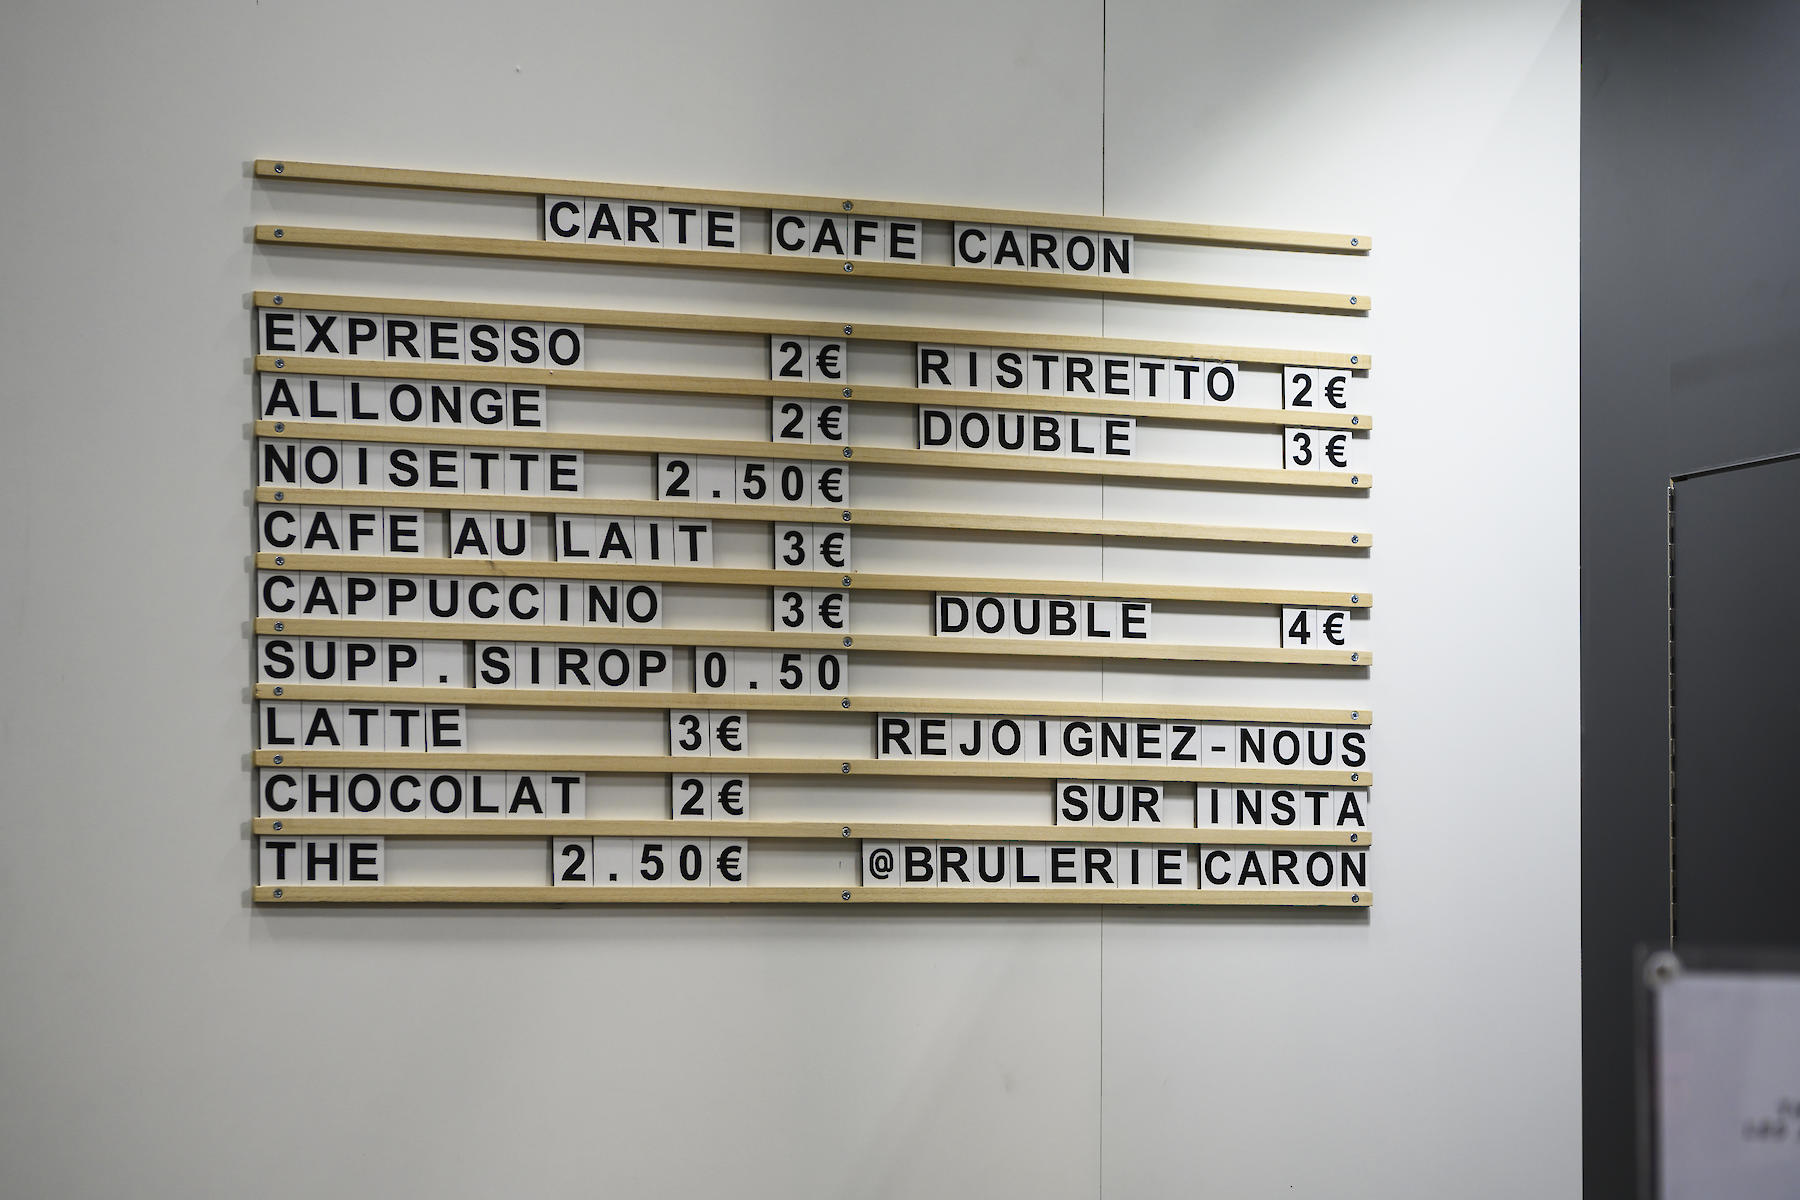 CARTE CAFE CARON
EXPRESSO 2€ RISTRETTO 2€
ALLONGE 2€ DOUBLE 3€
NOISETTE 2.50€
CAFE AU LAIT 3€
CAPPUCCINO 3€ DOUBLE 4€
SUPP. SIROP 0.50
LATTE 3€ REJOIGNEZ-NOUS
CHOCOLAT 2€ SUR INSTA
THE 2.50€ @BRULERIE CARON